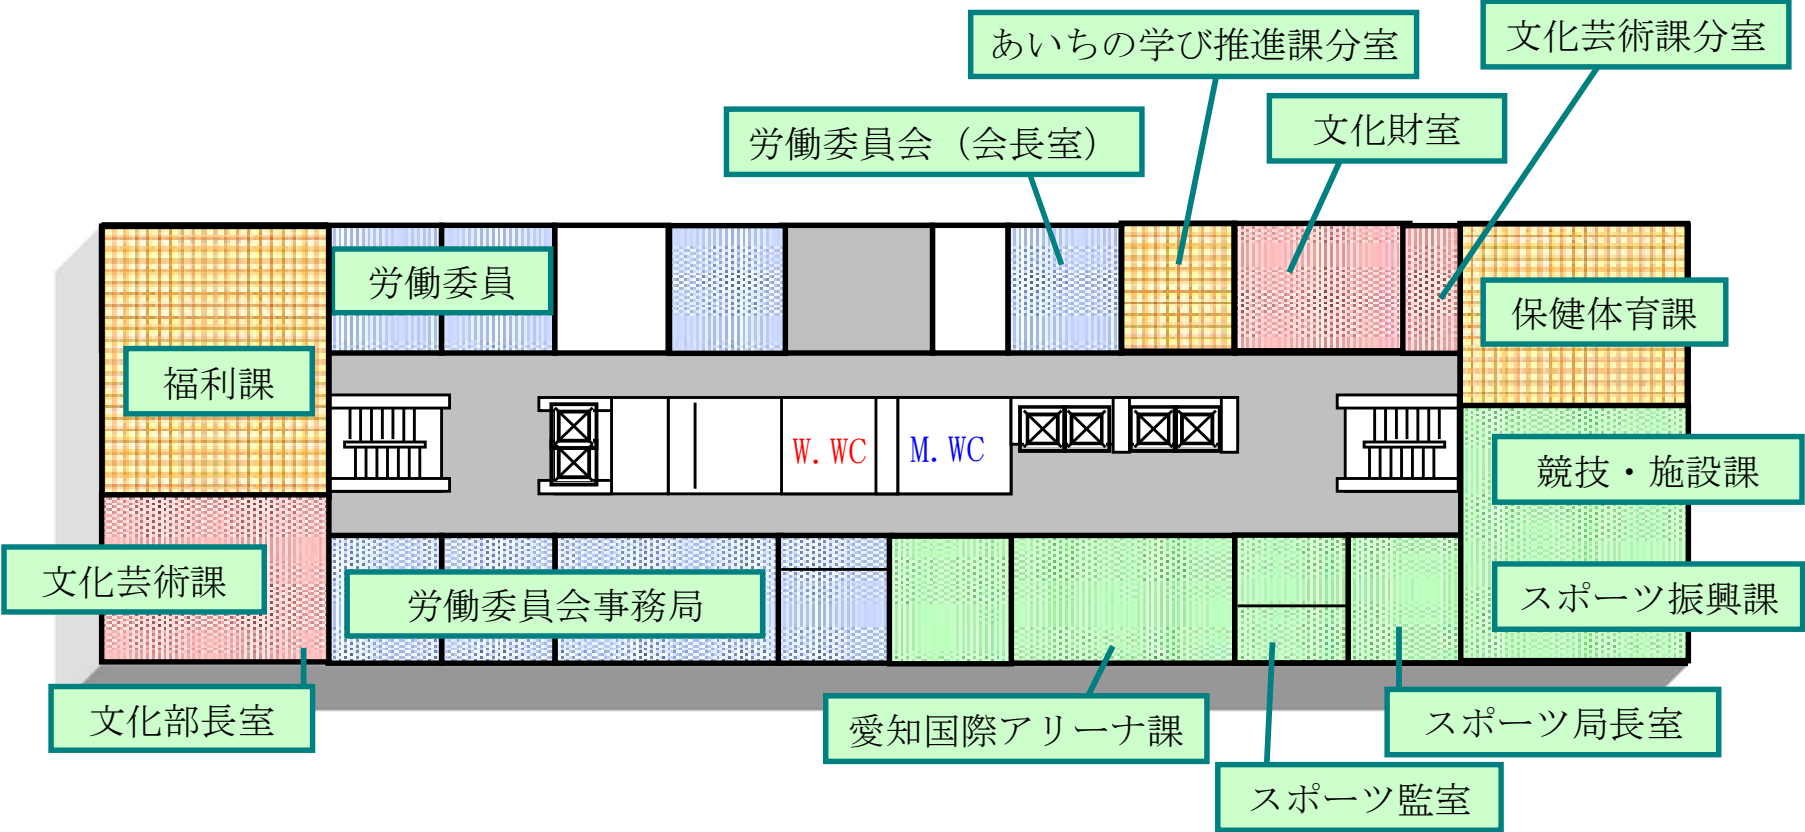 あいちの学び推進課分室
文化芸術課分室
労働委員会（会長室）
文化財室
労働委員
保健体育課
福利課
W.WC
M.WC
競技・施設課
文化芸術課
労働委員会事務局
スポーツ振興課
文化部長室
愛知国際アリーナ課
スポーツ局長室
スポーツ監室